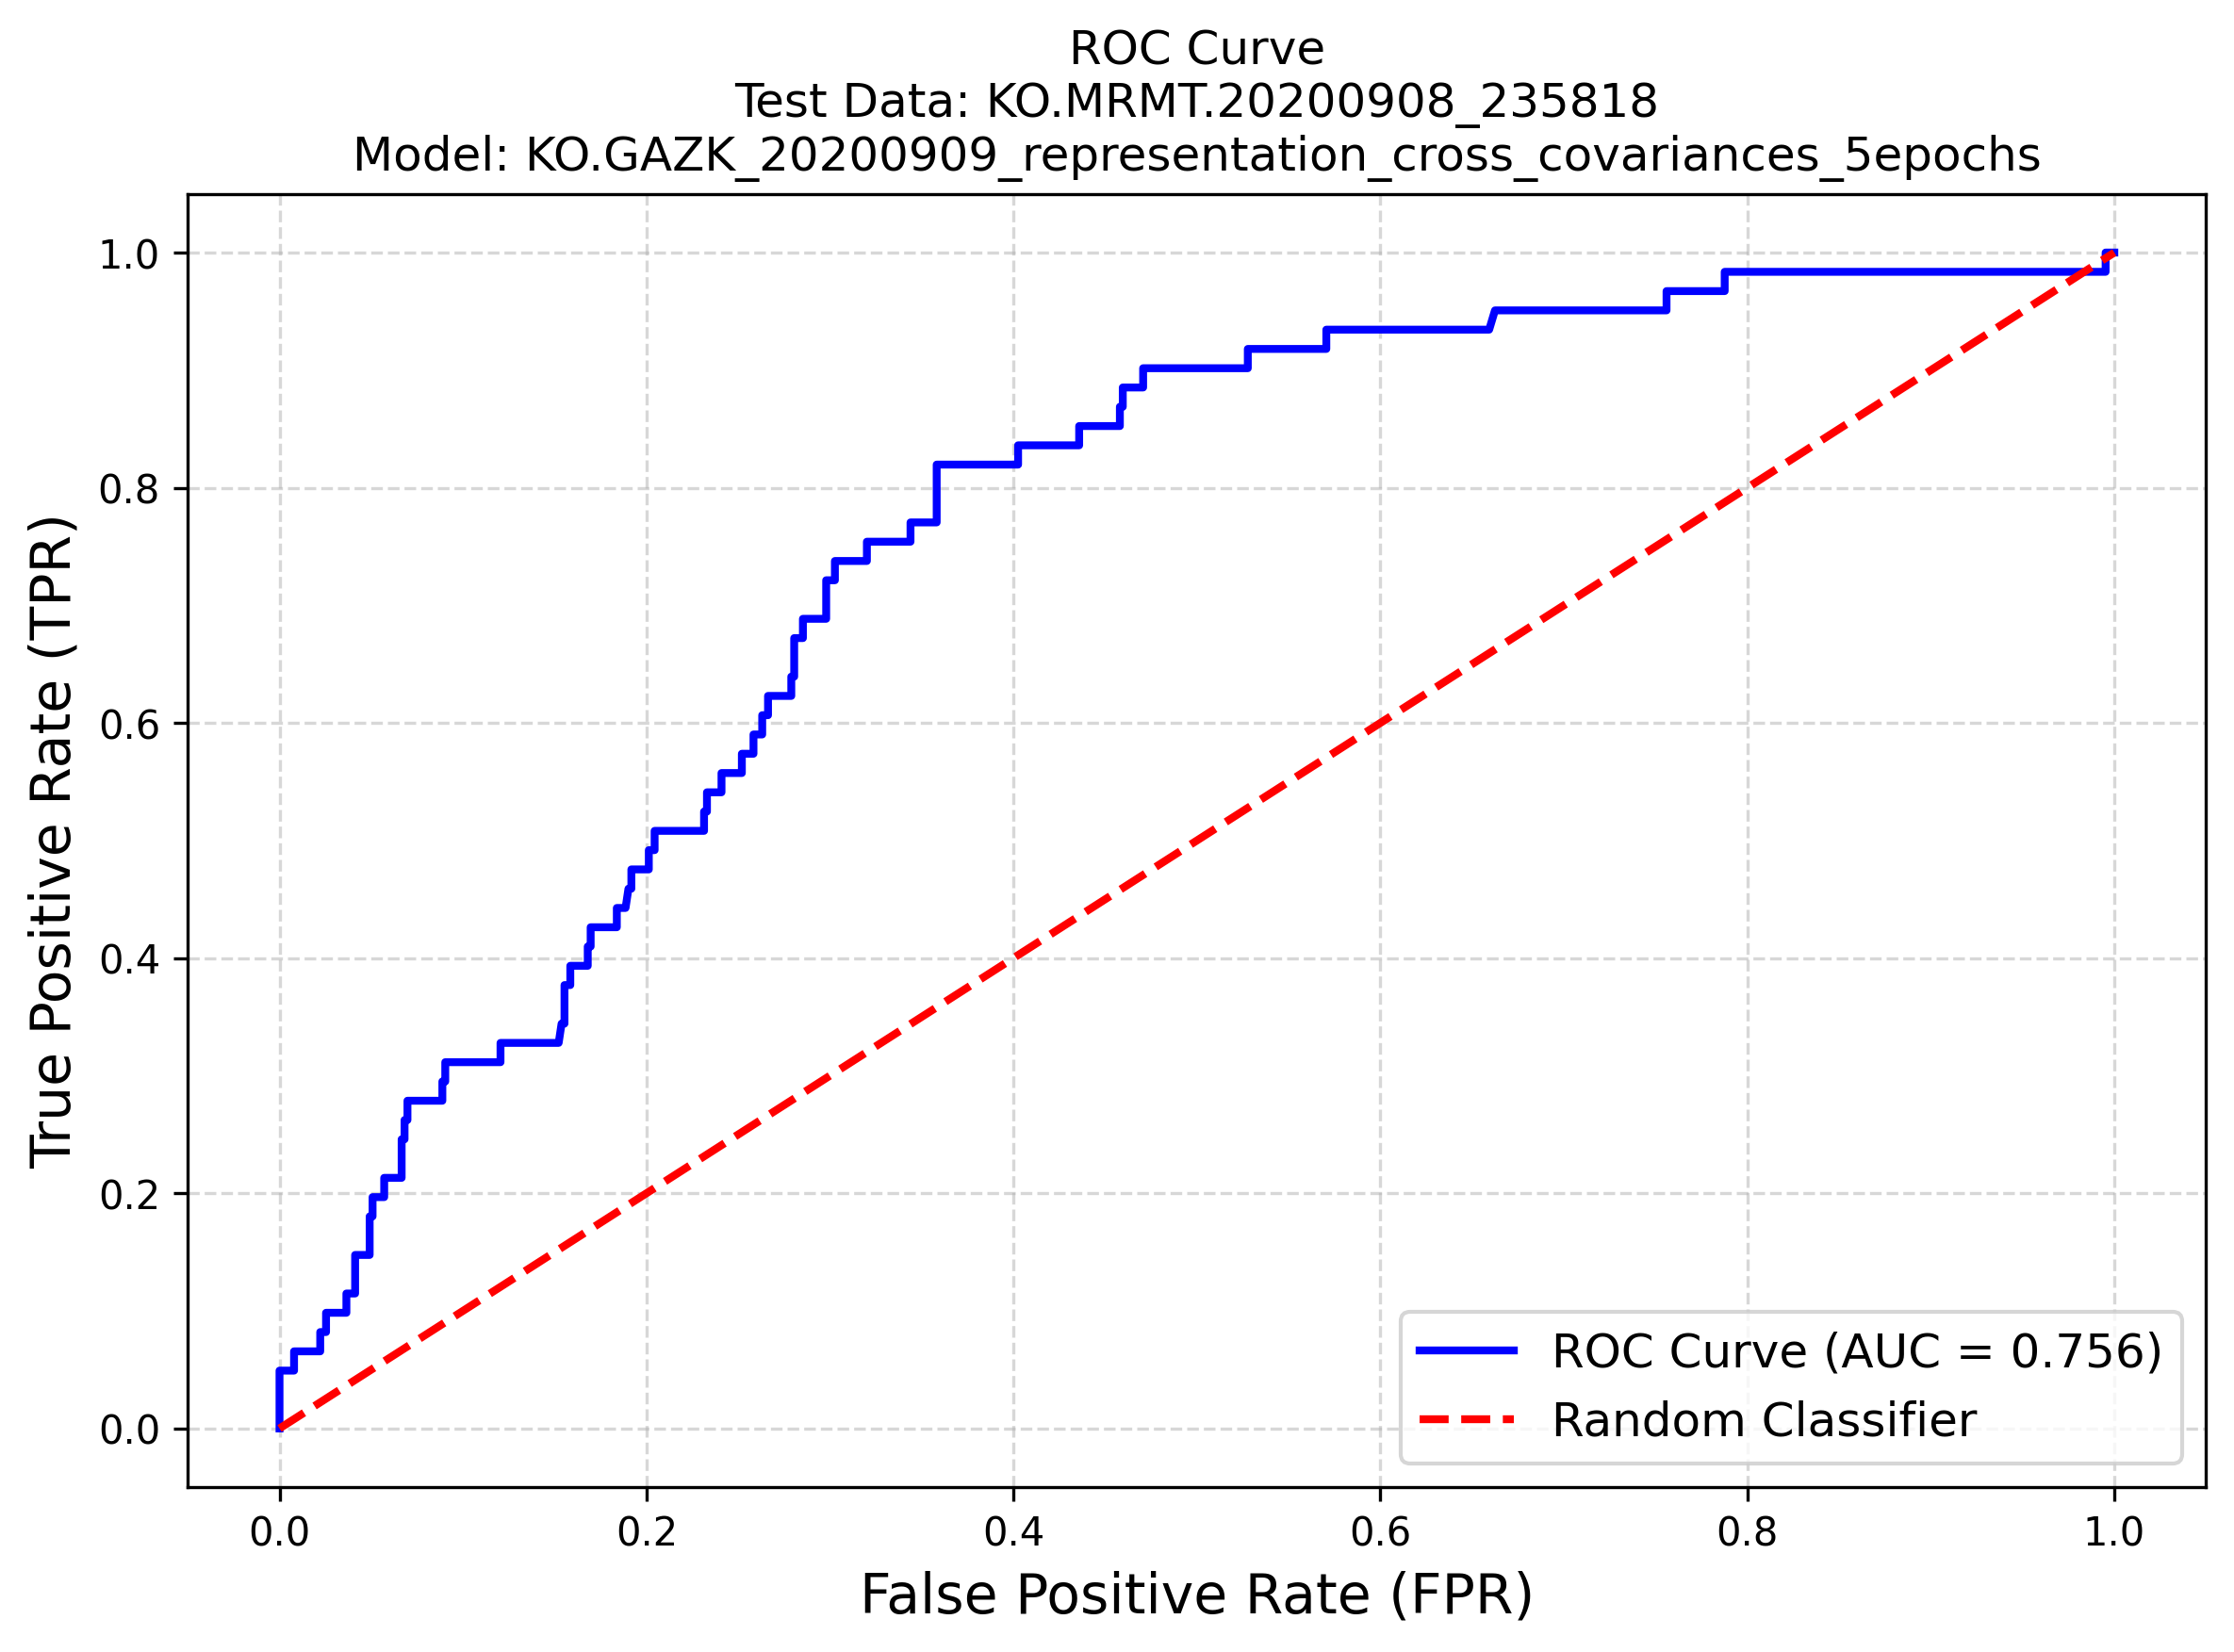 ROC Curve
Test Data: KO.MRMT.20200908_235818
Model: KO.GAZK_20200909_representation_cross_covariances_5epochs
True Positive Rate (TPR)
1.0
0.8
0.6
0.4
0.2
0.0
0.0 0.2 0.4 0.6 0.8 1.0
False Positive Rate (FPR)
ROC Curve (AUC = 0.756)
Random Classifier